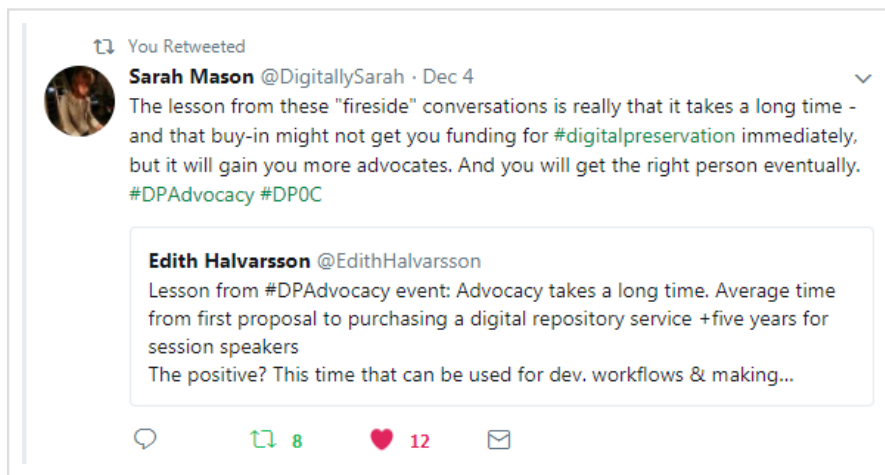 You Retweeted
Sarah Mason @DigitallySarah · Dec 4
The lesson from these "fireside" conversations is really that it takes a long time -
and that buy-in might not get you funding for #digitalpreservation immediately,
but it will gain you more advocates. And you will get the right person eventually.
#DPAdvocacy #DP0C
Edith Halvarsson @EdithHalvarsson
Lesson from #DPAdvocacy event: Advocacy takes a long time. Average time
from first proposal to purchasing a digital repository service +five years for
session speakers
The positive? This time that can be used for dev. workflows & making...
8
12